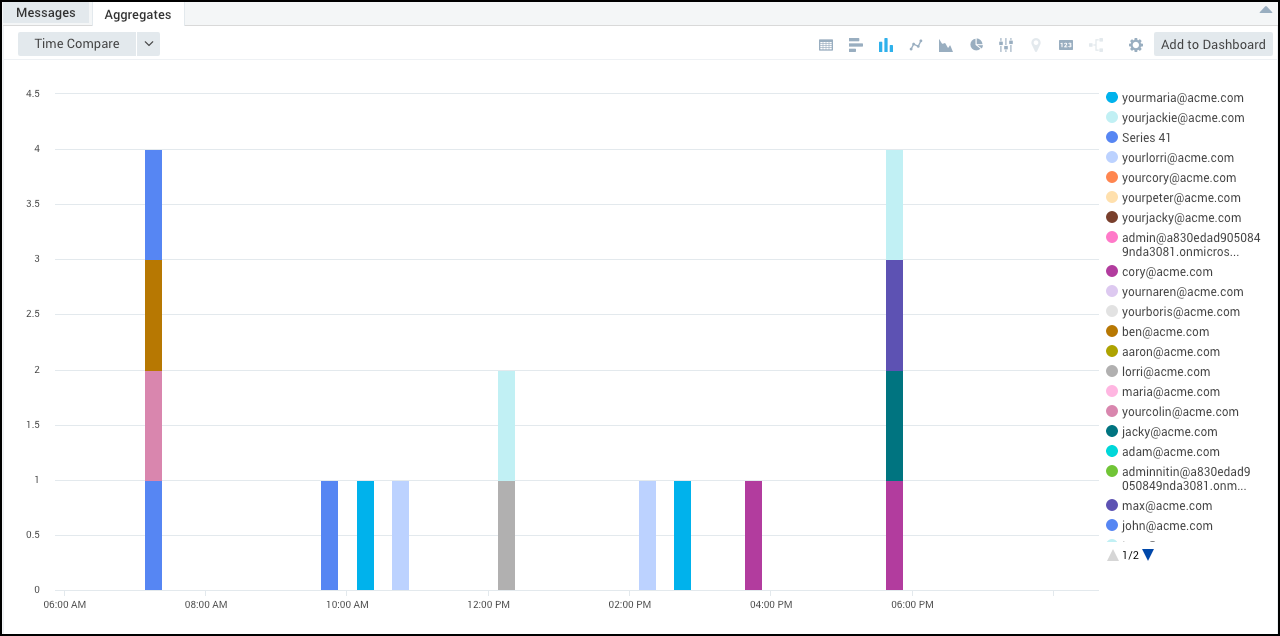 Messages
Aggregates
Time Compare
123
Add to Dashboard
4.5
4
3.5
3
2.5
2
1.5
1
0.5
0
06:00 AM
08:00 AM
10:00 AM
12:00 PM
02:00 PM
04:00 PM
06:00 PM
yourmaria@acme.com
yourjackie@acme.com
Series 41
yourlorri@acme.com
yourcory@acme.com
yourpeter@acme.com
yourjacky@acme.com
admin@a830edad905084
9nda3081.onmicros...
cory@acme.com
yournaren@acme.com
yourboris@acme.com
ben@acme.com
aaron@acme.com
lorri@acme.com
maria@acme.com
yourcolin@acme.com
jacky@acme.com
adam@acme.com
adminnitin@a830edad9
050849nda3081.onm...
max@acme.com
john@acme.com
1/2